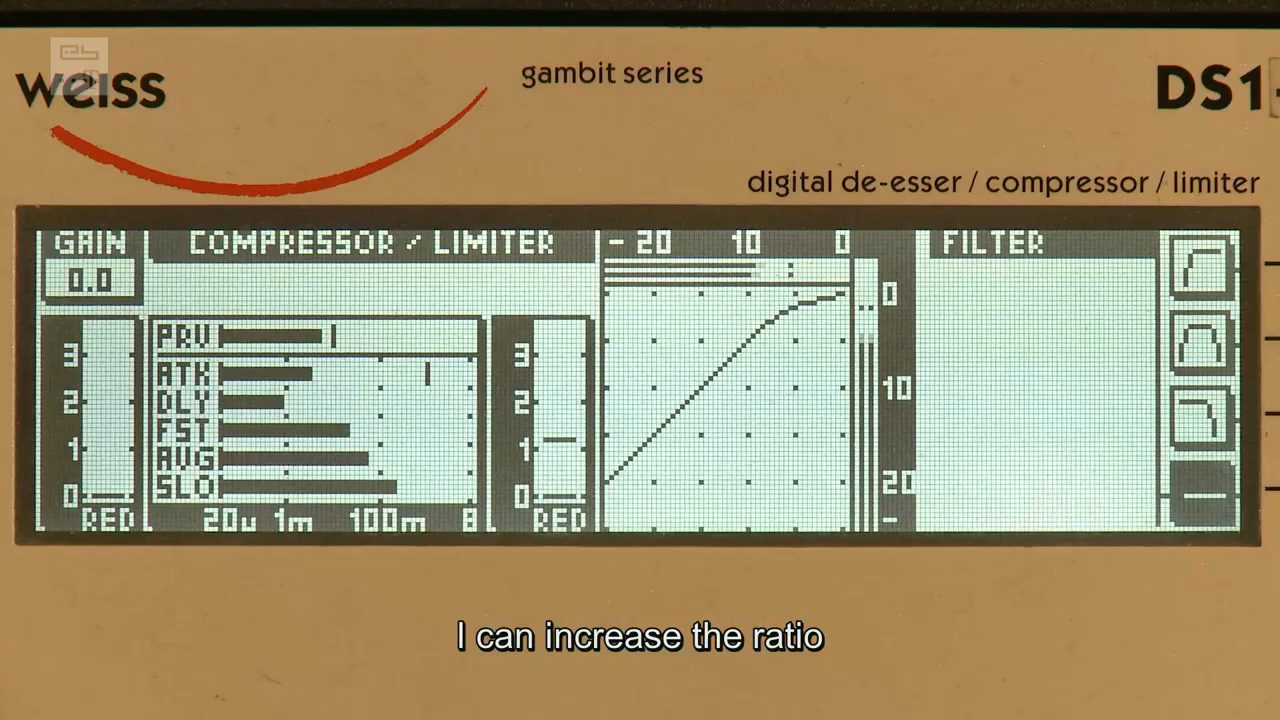 weiss
gambit series
DS1-
digital de-esser / compressor / limiter
GAIN
COMPRESSOR / LIMITER
- 20 10 0
FILTER
0.0
0
10
20
-
PRV
ATK
DLY
FST
AVG
SLO
3
2
1
0
RED
20u 1m 100m 8
3
2
1
0
RED
I can increase the ratio